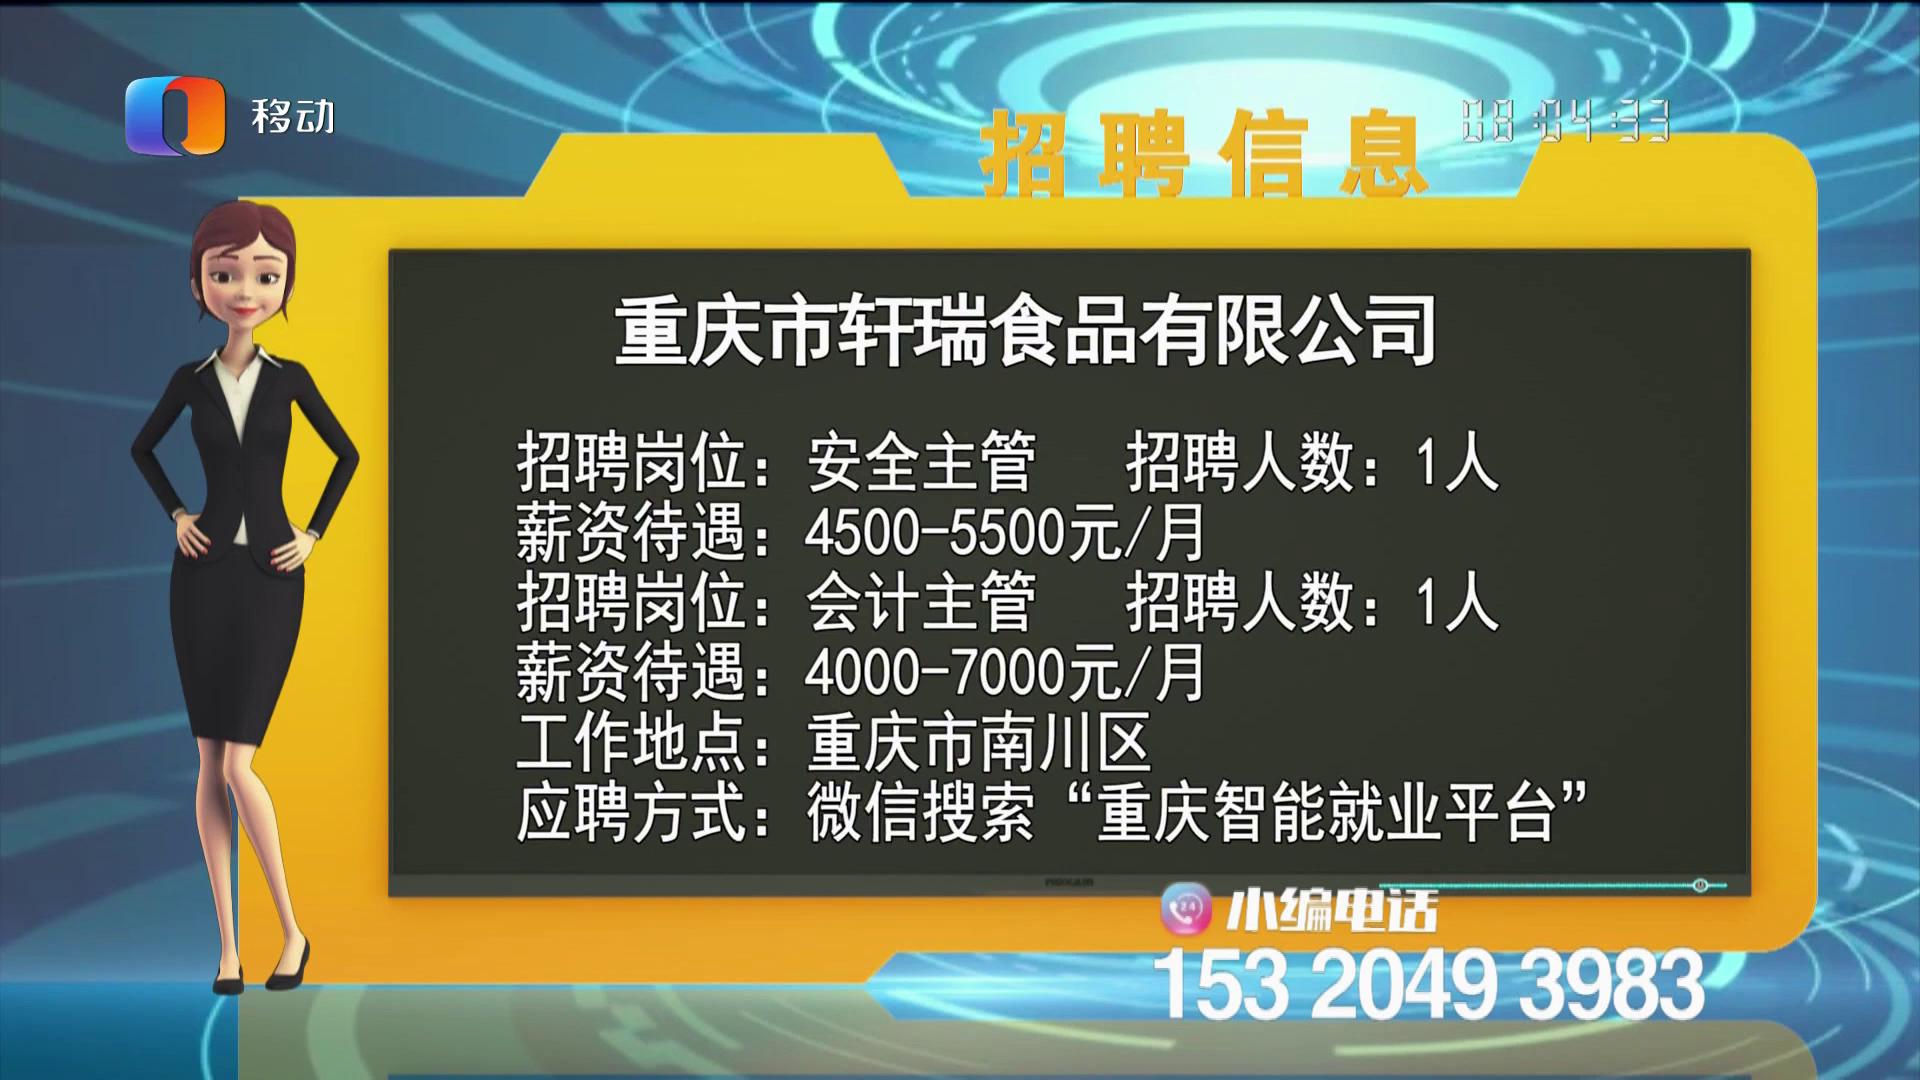 移动
招聘信息
08:04:33
重庆市轩瑞食品有限公司
招聘岗位：安全主管 招聘人数：1人
薪资待遇：4500-5500元/月
招聘岗位：会计主管 招聘人数：1人
薪资待遇：4000-7000元/月
工作地点：重庆市南川区
应聘方式：微信搜索“重庆智能就业平台”
24
小编电话
153 2049 3983